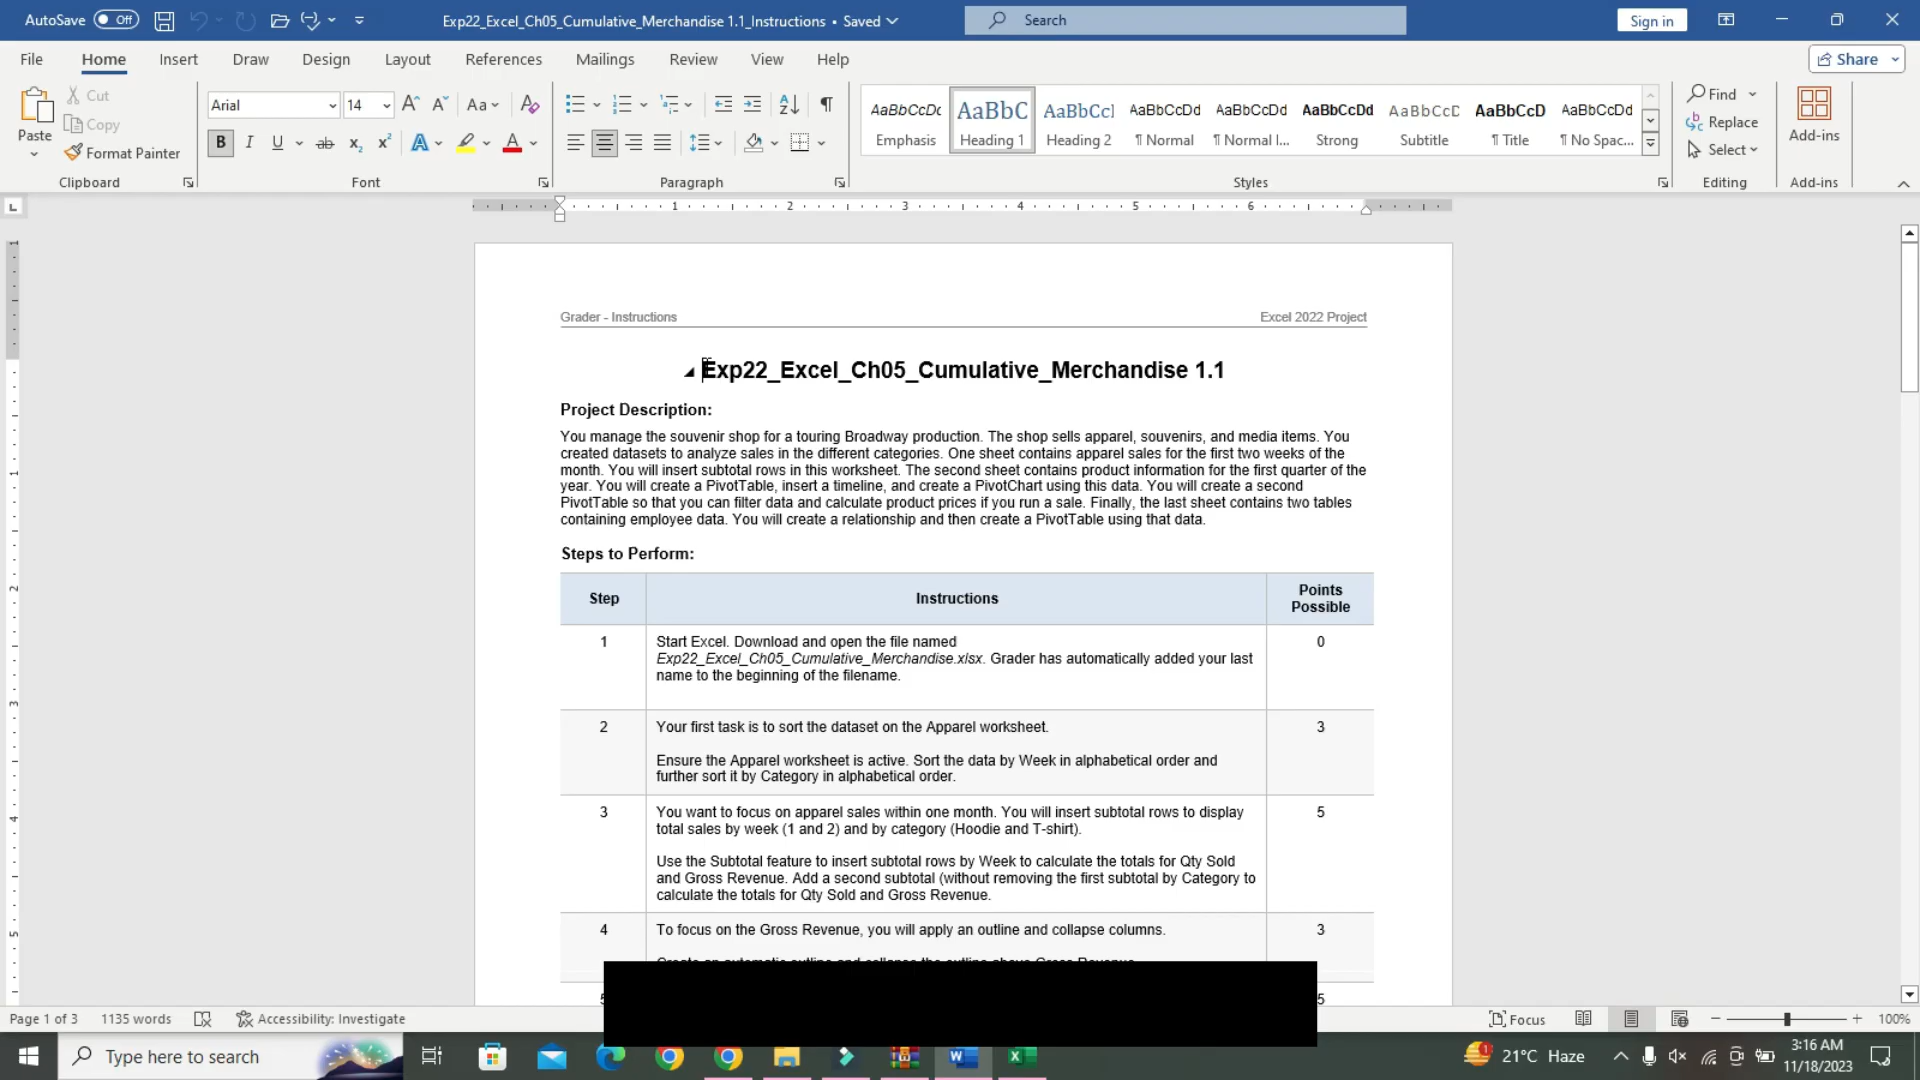 AutoSave Off
Exp22_Excel_Ch05_Cumulative_Merchandise 1.1_Instructions • Saved
Search
Sign in
File Home Insert Draw Design Layout References Mailings Review View Help
Share
Paste
Cut
Copy
Format Painter
Clipboard
Arial 14
Font
Paragraph
AaBbCcDc Emphasis
AaBbC Heading 1
AaBbCcl Heading 2
AaBbCcDd ¶ Normal
AaBbCcDd ¶ Normal I...
AaBbCcDd Strong
AaBbCcD Subtitle
AaBbCcD ¶ Title
AaBbCcDd ¶ No Spac...
Styles
Find
Replace
Select
Editing
Add-ins
Add-ins
1 2 3 4 5 6
Grader - Instructions Excel 2022 Project
Exp22_Excel_Ch05_Cumulative_Merchandise 1.1
Project Description:
You manage the souvenir shop for a touring Broadway production. The shop sells apparel, souvenirs, and media items. You
created datasets to analyze sales in the different categories. One sheet contains apparel sales for the first two weeks of the
month. You will insert subtotal rows in this worksheet. The second sheet contains product information for the first quarter of the
year. You will create a PivotTable, insert a timeline, and create a PivotChart using this data. You will create a second
PivotTable so that you can filter data and calculate product prices if you run a sale. Finally, the last sheet contains two tables
containing employee data. You will create a relationship and then create a PivotTable using that data.
Steps to Perform:
Step Instructions Points Possible
1 Start Excel. Download and open the file named 0
Exp22_Excel_Ch05_Cumulative_Merchandise.xlsx. Grader has automatically added your last
name to the beginning of the filename.
2 Your first task is to sort the dataset on the Apparel worksheet. 3
Ensure the Apparel worksheet is active. Sort the data by Week in alphabetical order and
further sort it by Category in alphabetical order.
3 You want to focus on apparel sales within one month. You will insert subtotal rows to display 5
total sales by week (1 and 2) and by category (Hoodie and T-shirt).
Use the Subtotal feature to insert subtotal rows by Week to calculate the totals for Qty Sold
and Gross Revenue. Add a second subtotal (without removing the first subtotal by Category to
calculate the totals for Qty Sold and Gross Revenue.
4 To focus on the Gross Revenue, you will apply an outline and collapse columns. 3
Create an automatic outline and collapse the outline above Gross Revenue.
5 5
Page 1 of 3 1135 words Accessibility: Investigate
Focus 100%
Type here to search
21°C Haze
3:16 AM
11/18/2023